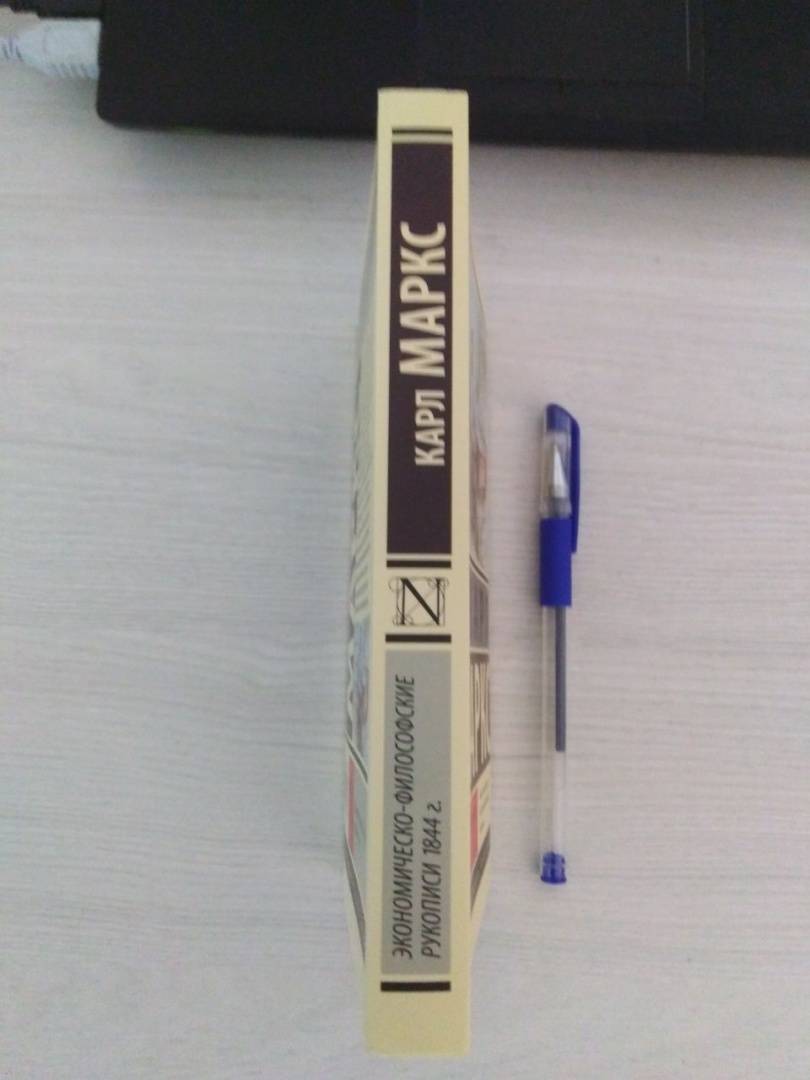 КАРЛ МАРКС
ЭКОНОМИЧЕСКО-ФИЛОСОФСКИЕ
РУКОПИСИ 1844 г.